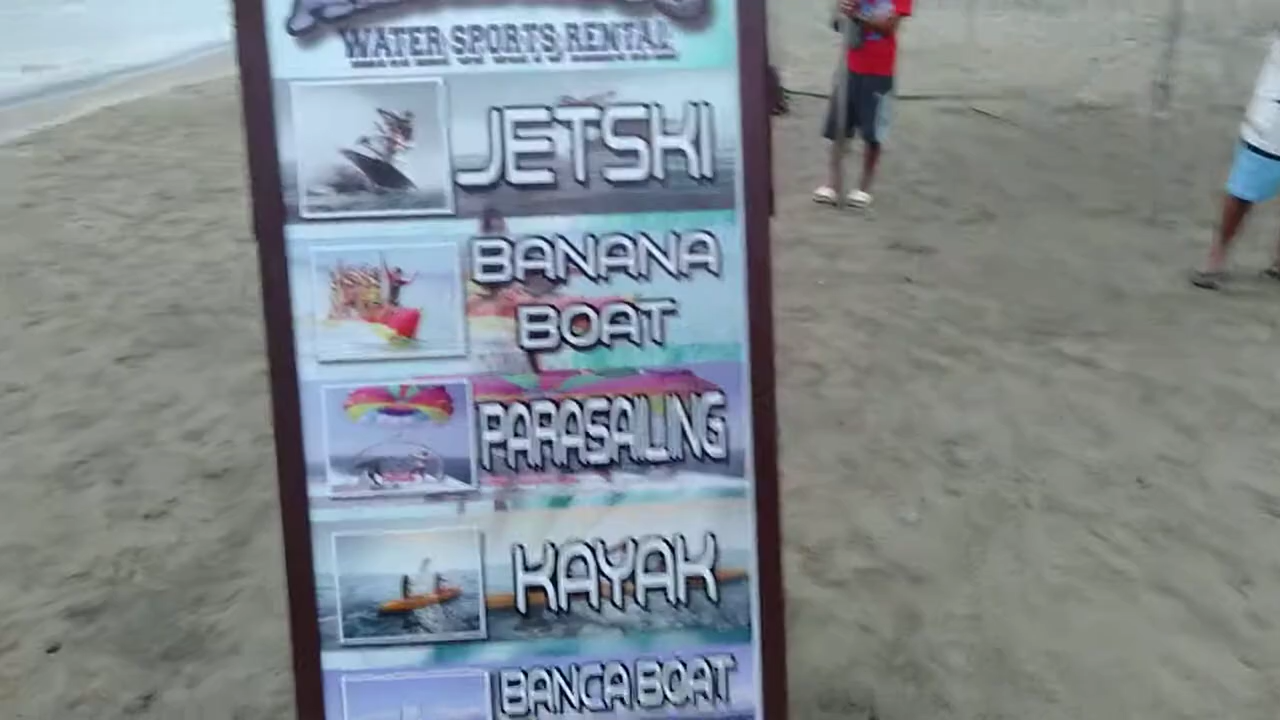 WATER SPORTS RENTAL
JETSKI
BANANA
BOAT
PARASAILING
KAYAK
BANCA BOAT